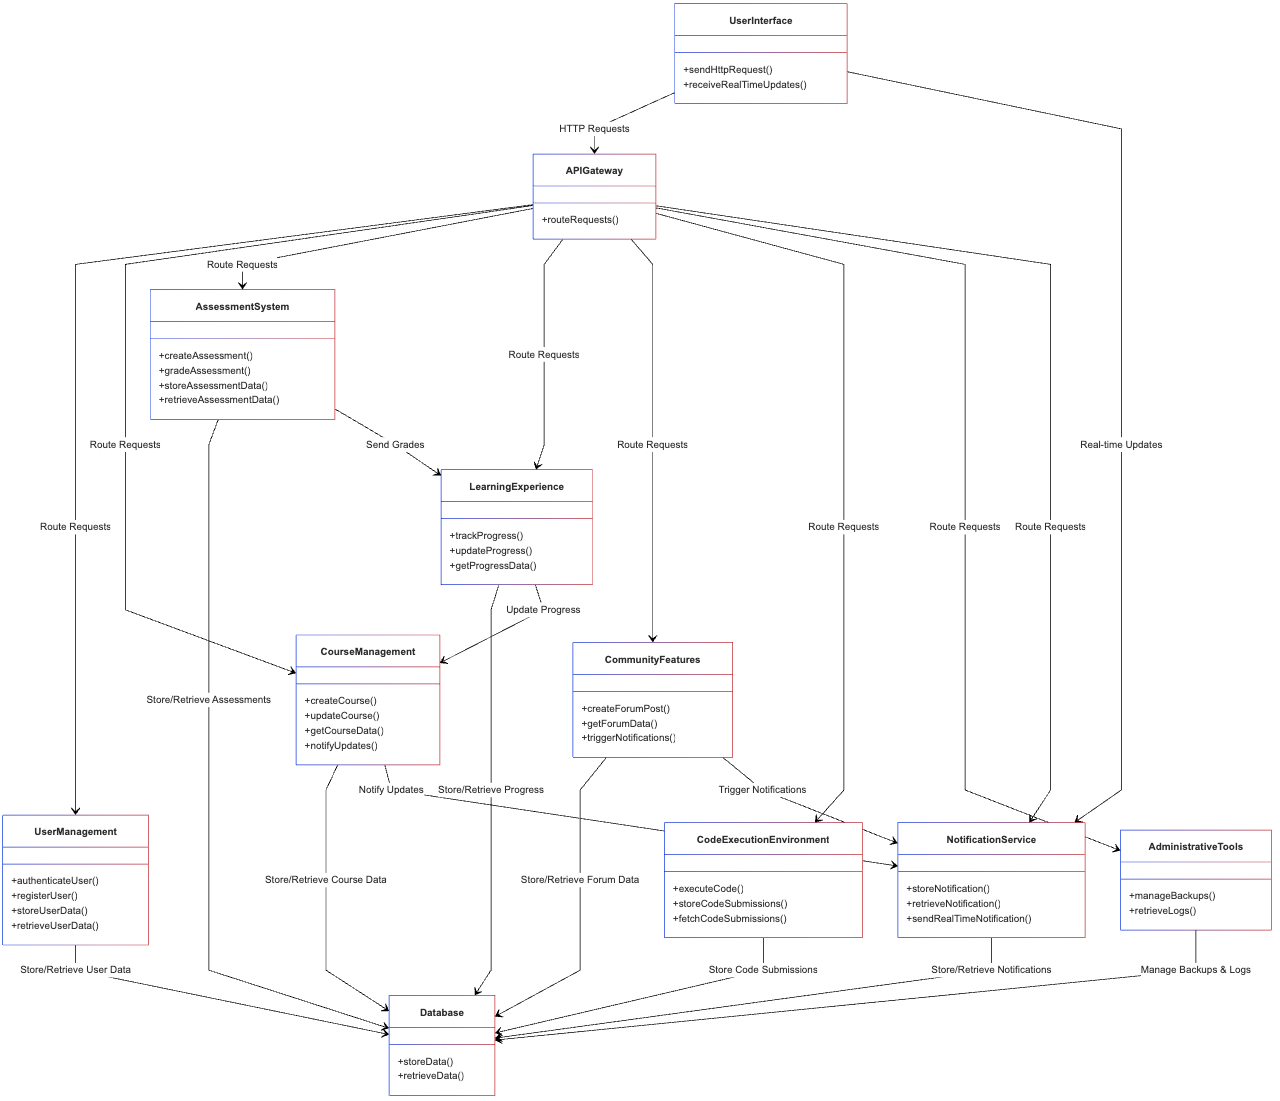 UserInterface
+sendHttpRequest()
+receiveRealTimeUpdates()
HTTP Requests
APIGateway
+routeRequests()
Route Requests
AssessmentSystem
+createAssessment()
+gradeAssessment()
+storeAssessmentData()
+retrieveAssessmentData()
Route Requests
Route Requests
Send Grades
Route Requests
Real-time Updates
LearningExperience
+trackProgress()
+updateProgress()
+getProgressData()
Route Requests
Route Requests
Route Requests
Route Requests
Update Progress
CourseManagement
+createCourse()
+updateCourse()
+getCourseData()
+notifyUpdates()
CommunityFeatures
+createForumPost()
+getForumData()
+triggerNotifications()
Store/Retrieve Assessments
Notify Updates
Store/Retrieve Progress
Trigger Notifications
UserManagement
+authenticateUser()
+registerUser()
+storeUserData()
+retrieveUserData()
Store/Retrieve Course Data
Store/Retrieve Forum Data
CodeExecutionEnvironment
+executeCode()
+storeCodeSubmissions()
+fetchCodeSubmissions()
NotificationService
+storeNotification()
+retrieveNotification()
+sendRealTimeNotification()
AdministrativeTools
+manageBackups()
+retrieveLogs()
Store/Retrieve User Data
Store Code Submissions
Store/Retrieve Notifications
Manage Backups & Logs
Database
+storeData()
+retrieveData()